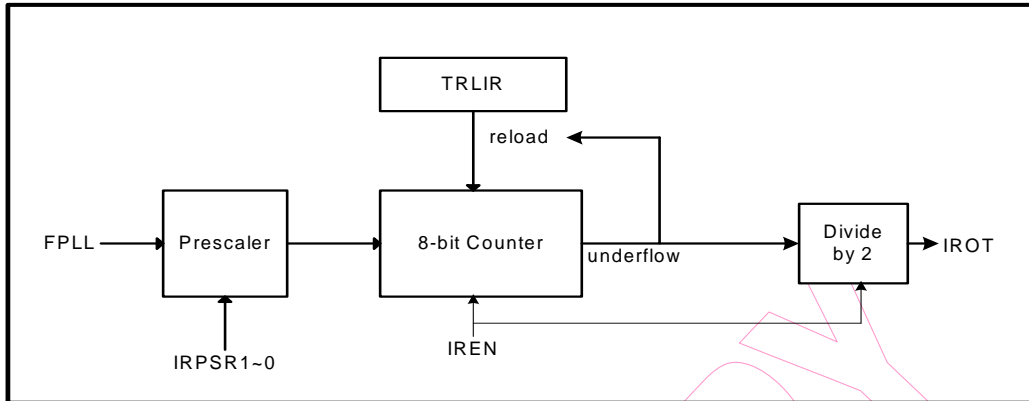 TRLIR
reload
FPLL
Prescaler
8-bit Counter
underflow
Divide
by 2
IROT
IREN
IRPSR1~0